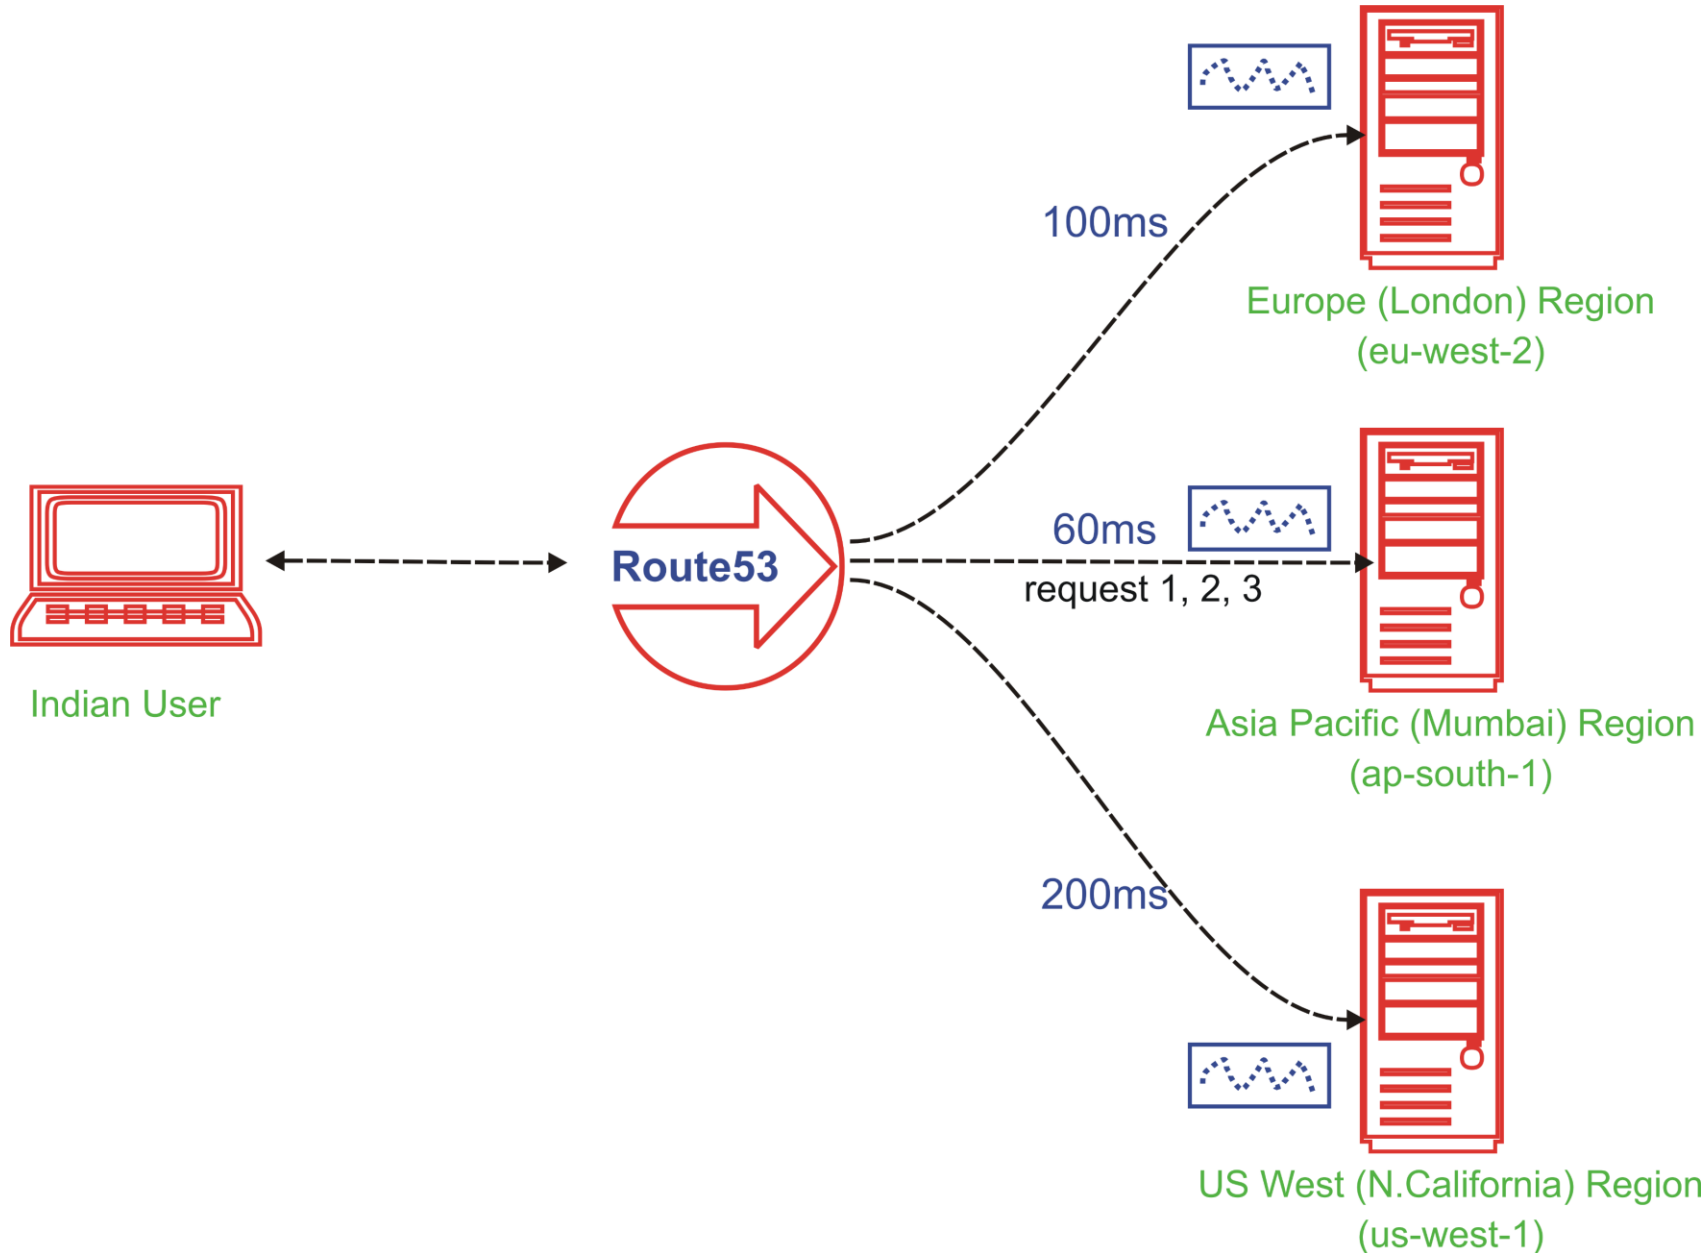 100ms
Europe (London) Region
(eu-west-2)
Route53
60ms
request 1, 2, 3
Indian User
Asia Pacific (Mumbai) Region
(ap-south-1)
200ms
US West (N.California) Region
(us-west-1)